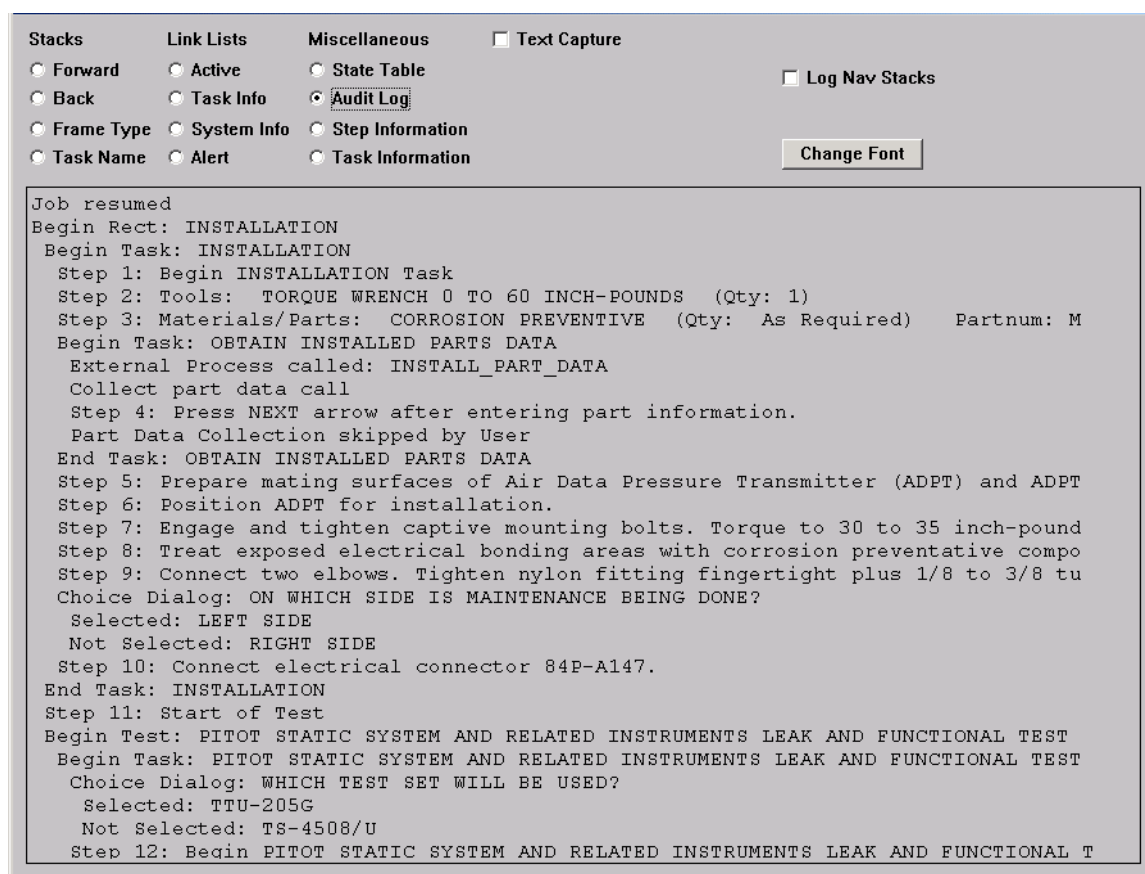 Stacks Link Lists Miscellaneous Text Capture
Forward Active State Table Log Nav Stacks
Back Task Info Audit Log
Frame Type System Info Step Information
Task Name Alert Task Information Change Font
Job resumed
Begin Rect: INSTALLATION
Begin Task: INSTALLATION
Step 1: Begin INSTALLATION Task
Step 2: Tools: TORQUE WRENCH 0 TO 60 INCH-POUNDS (Qty: 1)
Step 3: Materials/Parts: CORROSION PREVENTIVE (Qty: As Required) Partnum: M
Begin Task: OBTAIN INSTALLED PARTS DATA
External Process called: INSTALL_PART_DATA
Collect part data call
Step 4: Press NEXT arrow after entering part information.
Part Data Collection skipped by User
End Task: OBTAIN INSTALLED PARTS DATA
Step 5: Prepare mating surfaces of Air Data Pressure Transmitter (ADPT) and ADPT
Step 6: Position ADPT for installation.
Step 7: Engage and tighten captive mounting bolts. Torque to 30 to 35 inch-pound
Step 8: Treat exposed electrical bonding areas with corrosion preventative compo
Step 9: Connect two elbows. Tighten nylon fitting fingertight plus 1/8 to 3/8 tu
Choice Dialog: ON WHICH SIDE IS MAINTENANCE BEING DONE?
Selected: LEFT SIDE
Not Selected: RIGHT SIDE
Step 10: Connect electrical connector 84P-A147.
End Task: INSTALLATION
Step 11: Start of Test
Begin Test: PITOT STATIC SYSTEM AND RELATED INSTRUMENTS LEAK AND FUNCTIONAL TEST
Begin Task: PITOT STATIC SYSTEM AND RELATED INSTRUMENTS LEAK AND FUNCTIONAL TEST
Choice Dialog: WHICH TEST SET WILL BE USED?
Selected: TTU-205G
Not Selected: TS-4508/U
Step 12: Begin PITOT STATIC SYSTEM AND RELATED INSTRUMENTS LEAK AND FUNCTIONAL T